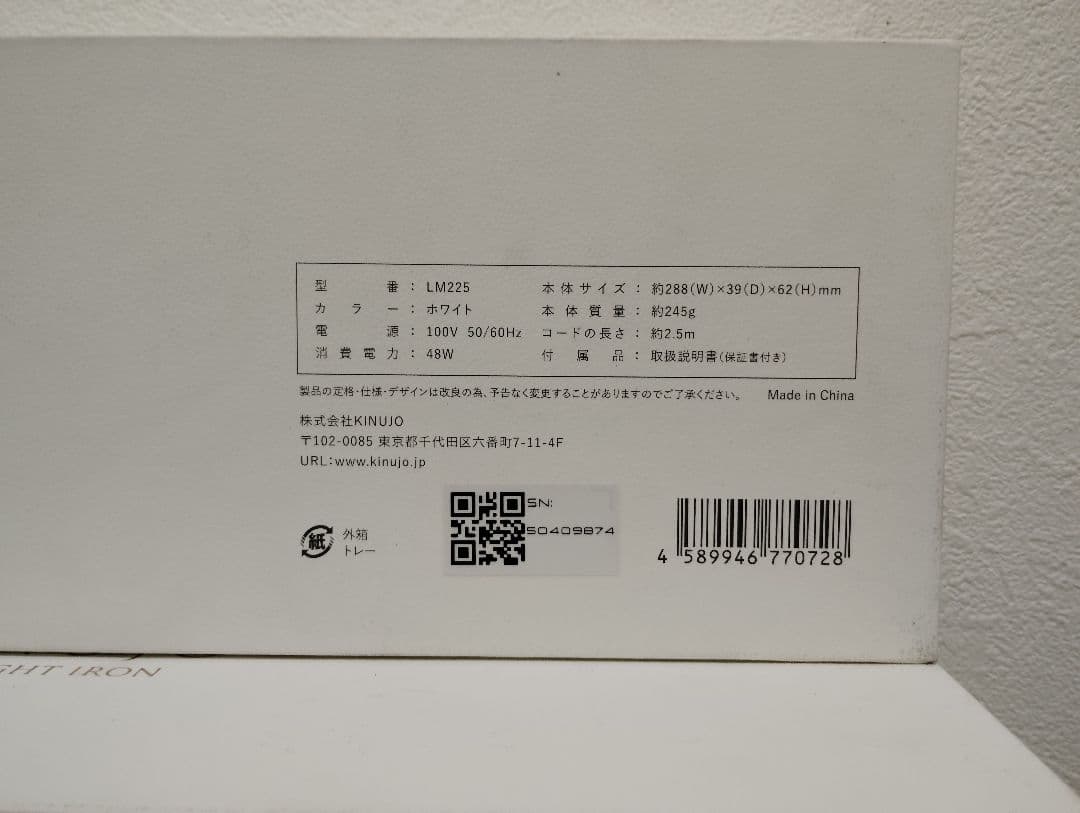 型番：LM225 本体サイズ：約288(W)×39(D)×62(H)mm
カラー：ホワイト 本体質量：約245g
電源：100V 50/60Hz コードの長さ：約2.5m
消費電力：48W 付属品：取扱説明書(保証書付き)
製品の定格・仕様・デザインは改良の為、予告なく変更することがありますのでご了承ください。 Made in China
株式会社KINUJO
〒102-0085 東京都千代田区六番町7-11-4F
URL：www.kinujo.jp
紙 外箱
トレー
SN:
50409874
4 589946 770728
GHT IRON